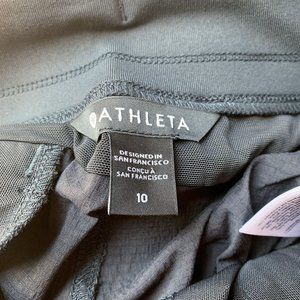 ATHLETA
DESIGNED IN
SAN FRANCISCO
CONÇU À
SAN FRANCISCO
10